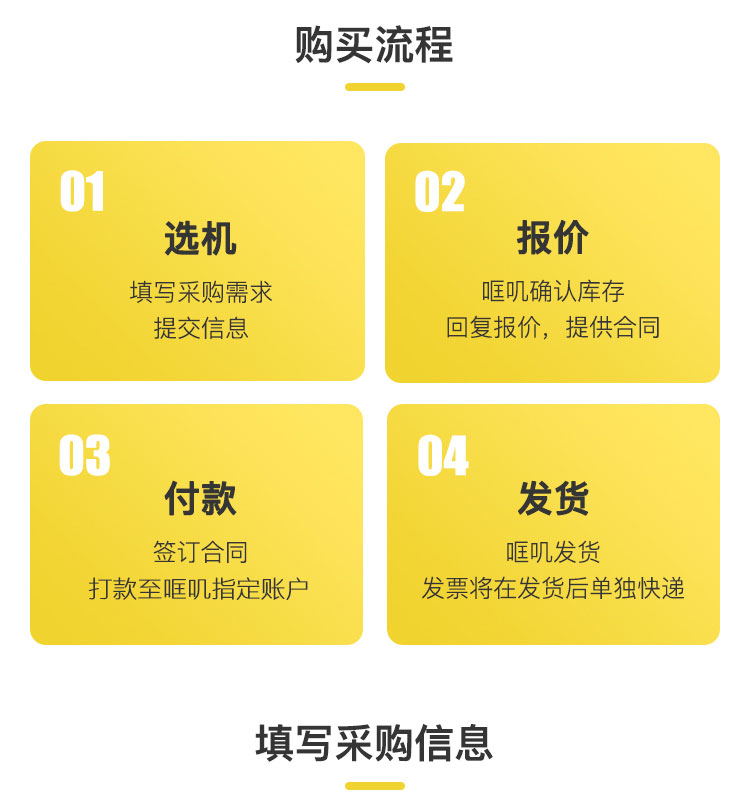 购买流程
01
选机
填写采购需求
提交信息
02
报价
哐叽确认库存
回复报价，提供合同
03
付款
签订合同
打款至哐叽指定账户
04
发货
哐叽发货
发票将在发货后单独快递
填写采购信息